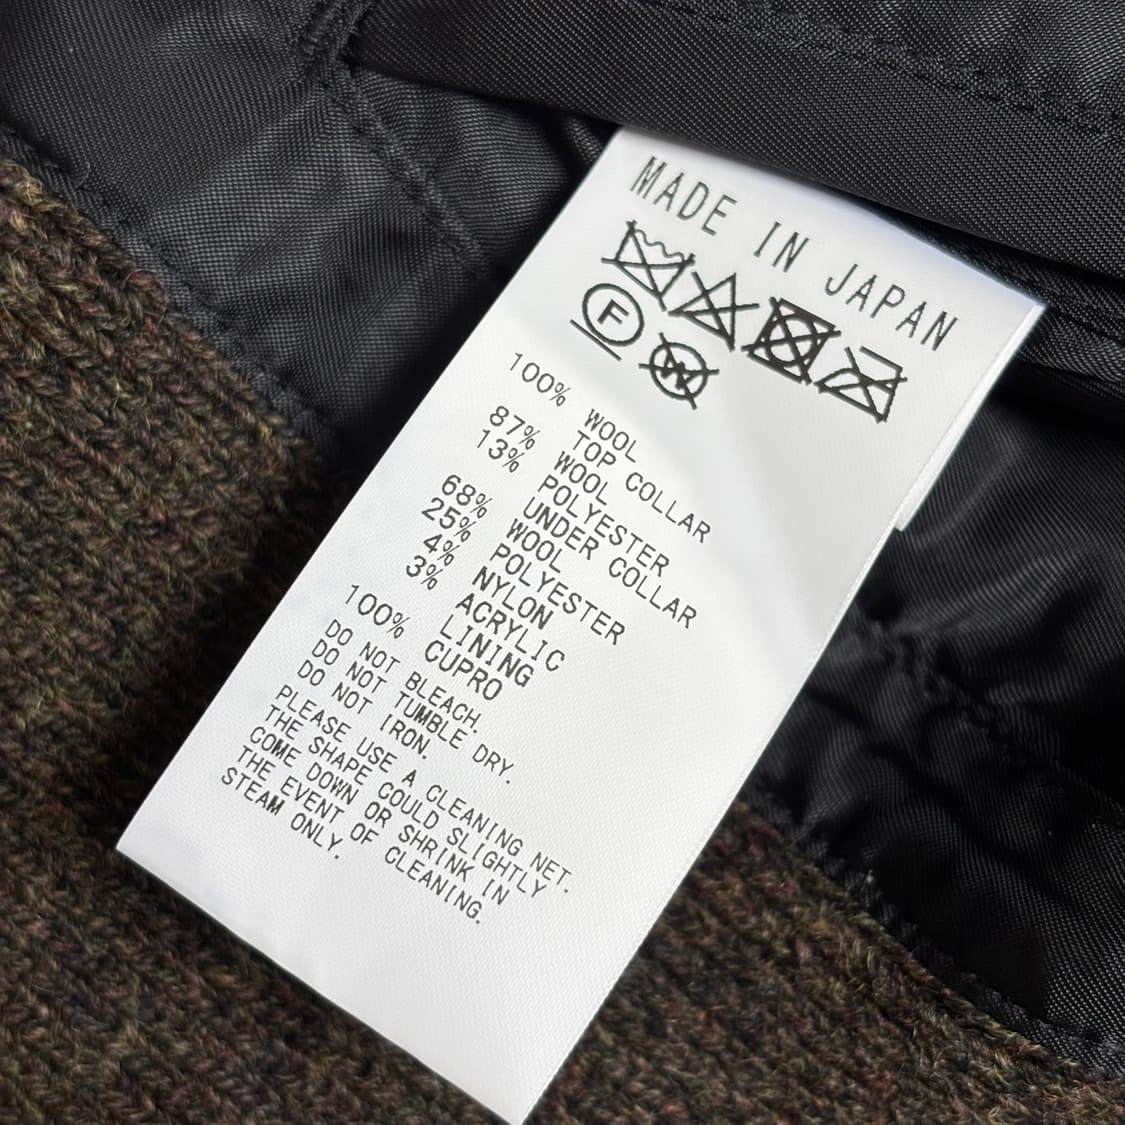 MADE IN JAPAN
F
W
100% WOOL
TOP COLLAR
87% WOOL
13% POLYESTER
UNDER COLLAR
68% WOOL
25% POLYESTER
4% NYLON
3% ACRYLIC
LINING
100% CUPRO
DO NOT BLEACH.
DO NOT TUMBLE DRY.
DO NOT IRON.
PLEASE USE A CLEANING NET.
THE SHAPE COULD SLIGHTLY
COME DOWN OR SHRINK IN
THE EVENT OF CLEANING.
STEAM ONLY.